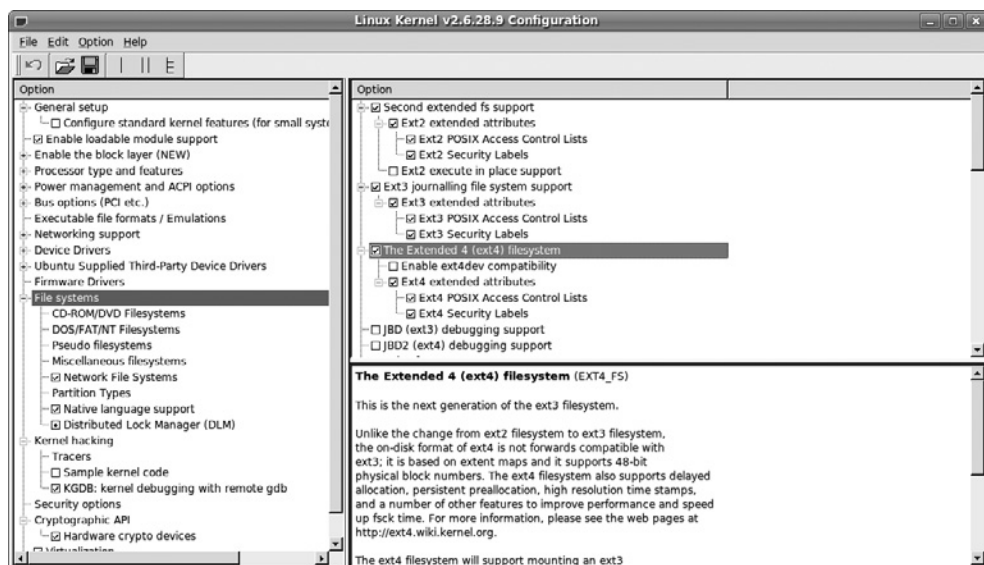 Linux Kernel v2.6.28.9 Configuration
File Edit Option Help
Option
General setup
Configure standard kernel features (for small syste
Enable loadable module support
Enable the block layer (NEW)
Processor type and features
Power management and ACPI options
Bus options (PCI etc.)
Executable file formats / Emulations
Networking support
Device Drivers
Ubuntu Supplied Third-Party Device Drivers
Firmware Drivers
File systems
CD-ROM/DVD Filesystems
DOS/FAT/NT Filesystems
Pseudo filesystems
Miscellaneous filesystems
Network File Systems
Partition Types
Native language support
Distributed Lock Manager (DLM)
Kernel hacking
Tracers
Sample kernel code
KGDB: kernel debugging with remote gdb
Security options
Cryptographic API
Hardware crypto devices
Virtualization
Option
Second extended fs support
Ext2 extended attributes
Ext2 POSIX Access Control Lists
Ext2 Security Labels
Ext2 execute in place support
Ext3 journalling file system support
Ext3 extended attributes
Ext3 POSIX Access Control Lists
Ext3 Security Labels
The Extended 4 (ext4) filesystem
Enable ext4dev compatibility
Ext4 extended attributes
Ext4 POSIX Access Control Lists
Ext4 Security Labels
JBD (ext3) debugging support
JBD2 (ext4) debugging support
The Extended 4 (ext4) filesystem (EXT4_FS)
This is the next generation of the ext3 filesystem.
Unlike the change from ext2 filesystem to ext3 filesystem,
the on-disk format of ext4 is not forwards compatible with
ext3; it is based on extent maps and it supports 48-bit
physical block numbers. The ext4 filesystem also supports delayed
allocation, persistent preallocation, high resolution time stamps,
and a number of other features to improve performance and speed
up fsck time. For more information, please see the web pages at
http://ext4.wiki.kernel.org.
The ext4 filesystem will support mounting an ext3